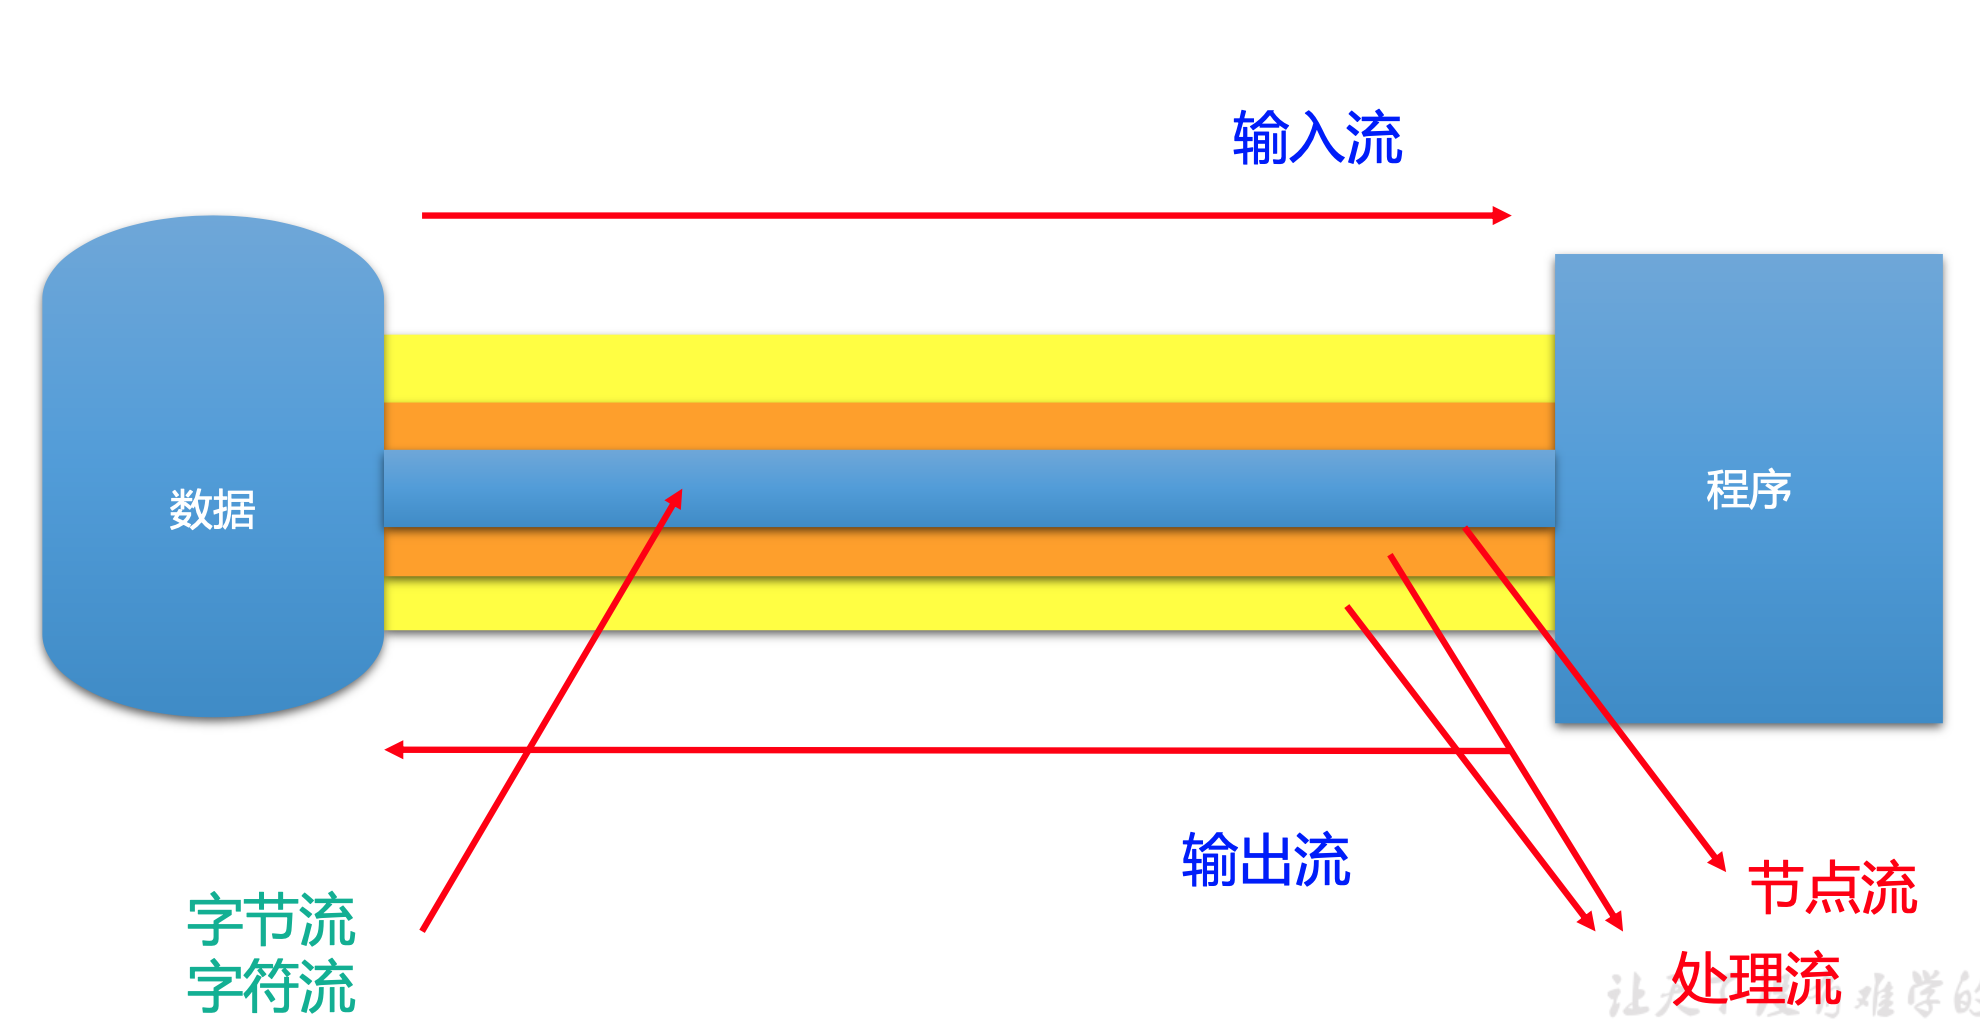 输入流
数据
程序
输出流
字节流
字符流
节点流
处理流
让天下没有难学的